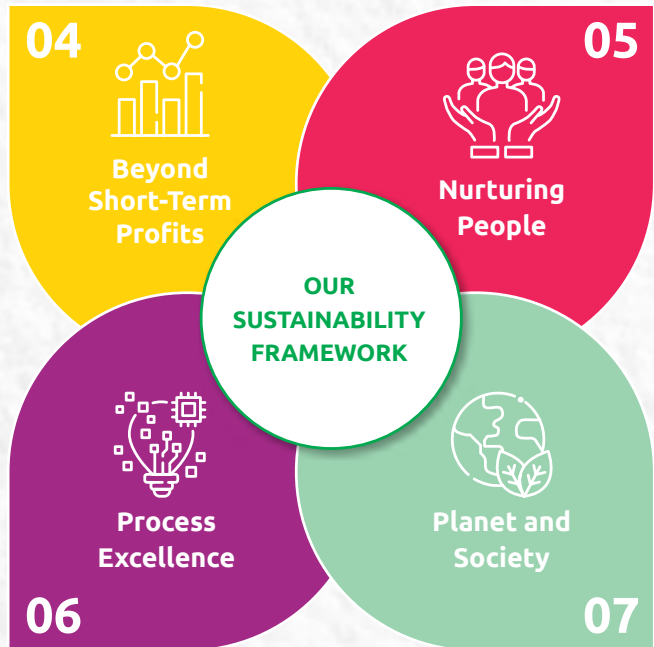 04
Beyond
Short-Term
Profits
05
Nurturing
People
OUR
SUSTAINABILITY
FRAMEWORK
Process
Excellence
06
Planet and
Society
07